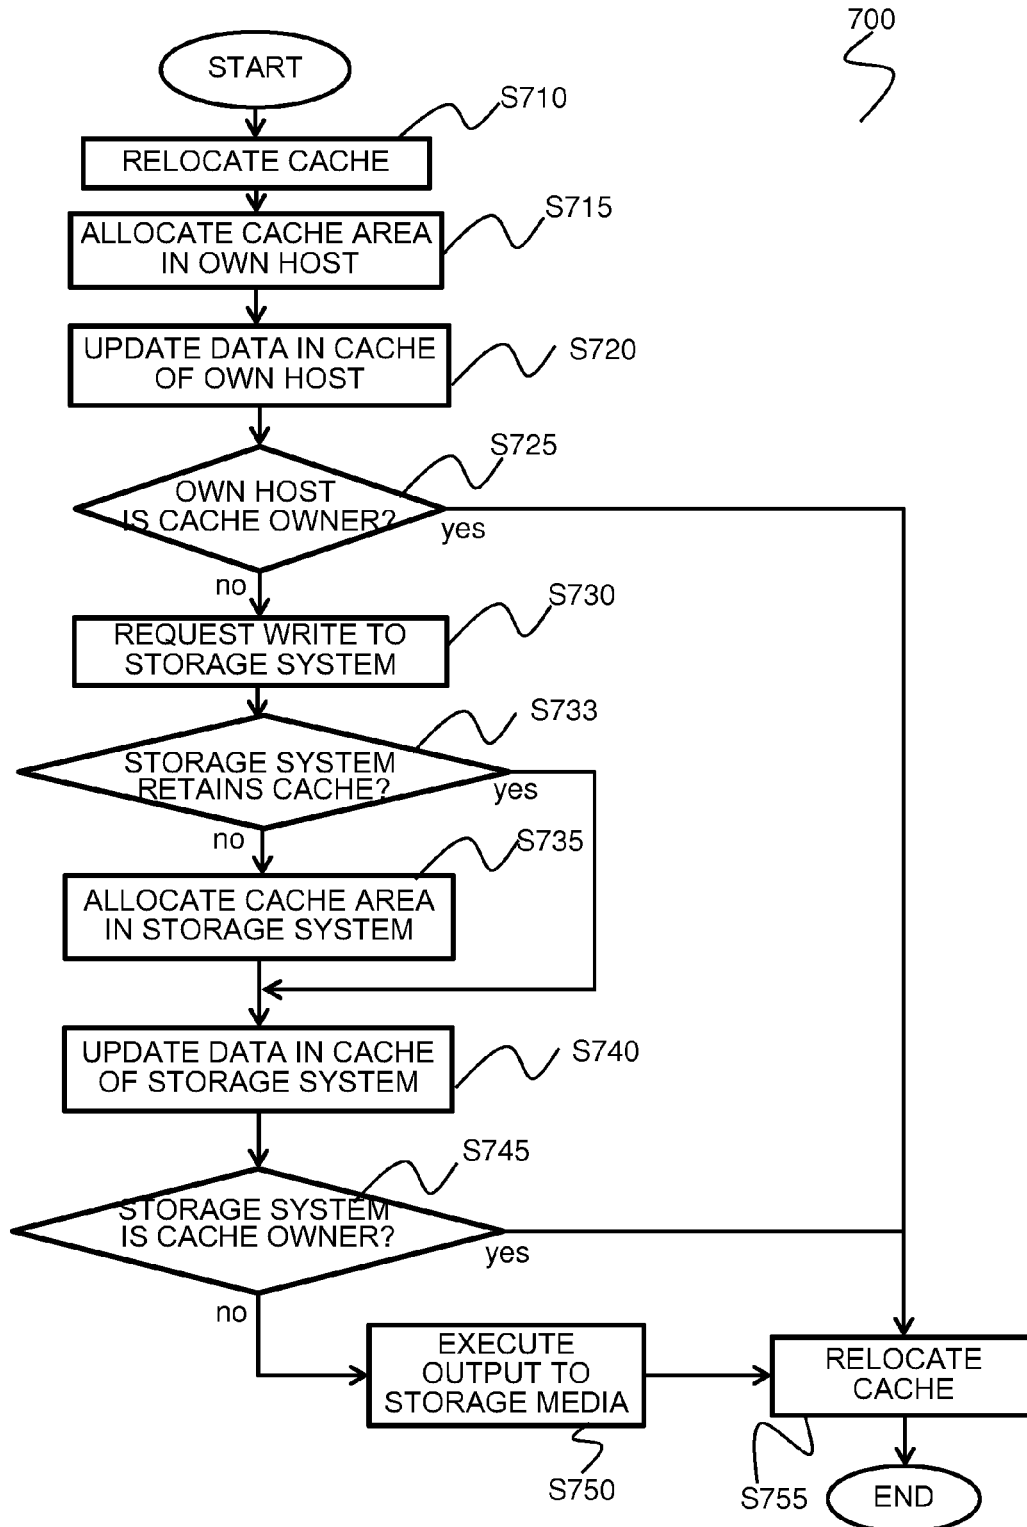 700
START
S710
RELOCATE CACHE
S715
ALLOCATE CACHE AREA
IN OWN HOST
UPDATE DATA IN CACHE
OF OWN HOST
S720
S725
OWN HOST
IS CACHE OWNER?
yes
no
S730
REQUEST WRITE TO
STORAGE SYSTEM
S733
STORAGE SYSTEM
RETAINS CACHE?
yes
no
S735
ALLOCATE CACHE AREA
IN STORAGE SYSTEM
UPDATE DATA IN CACHE
OF STORAGE SYSTEM
S740
S745
STORAGE SYSTEM
IS CACHE OWNER?
yes
no
EXECUTE
OUTPUT TO
STORAGE MEDIA
RELOCATE
CACHE
S750
S755
END